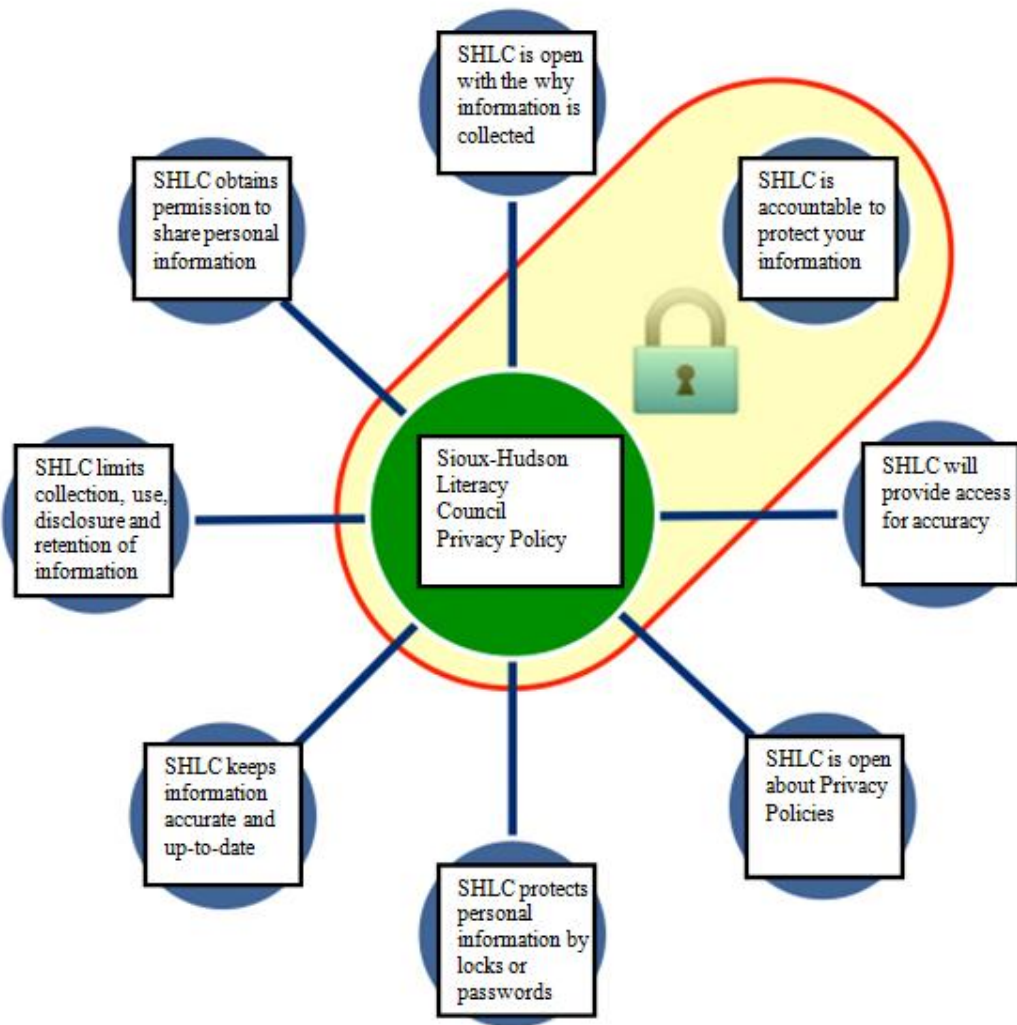 SHLC is open
with the why
information is
collected
SHLC obtains
permission to
share personal
information
SHLC is
accountable to
protect your
information
SHLC limits
collection, use,
disclosure and
retention of
information
Sioux-Hudson
Literacy
Council
Privacy Policy
SHLC will
provide access
for accuracy
SHLC keeps
information
accurate and
up-to-date
SHLC is open
about Privacy
Policies
SHLC protects
personal
information by
locks or
passwords